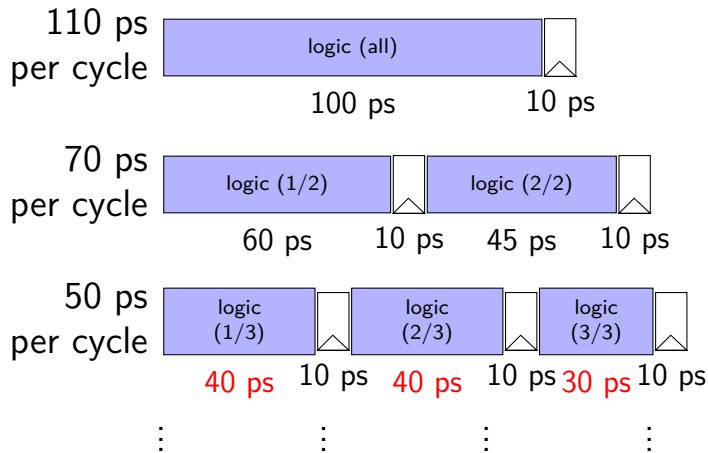 110 ps
per cycle
logic (all)
100 ps
10 ps
70 ps
per cycle
logic (1/2)
logic (2/2)
60 ps
10 ps
45 ps
10 ps
50 ps
per cycle
logic
(1/3)
logic
(2/3)
logic
(3/3)
40 ps
10 ps
40 ps
10 ps
30 ps
10 ps